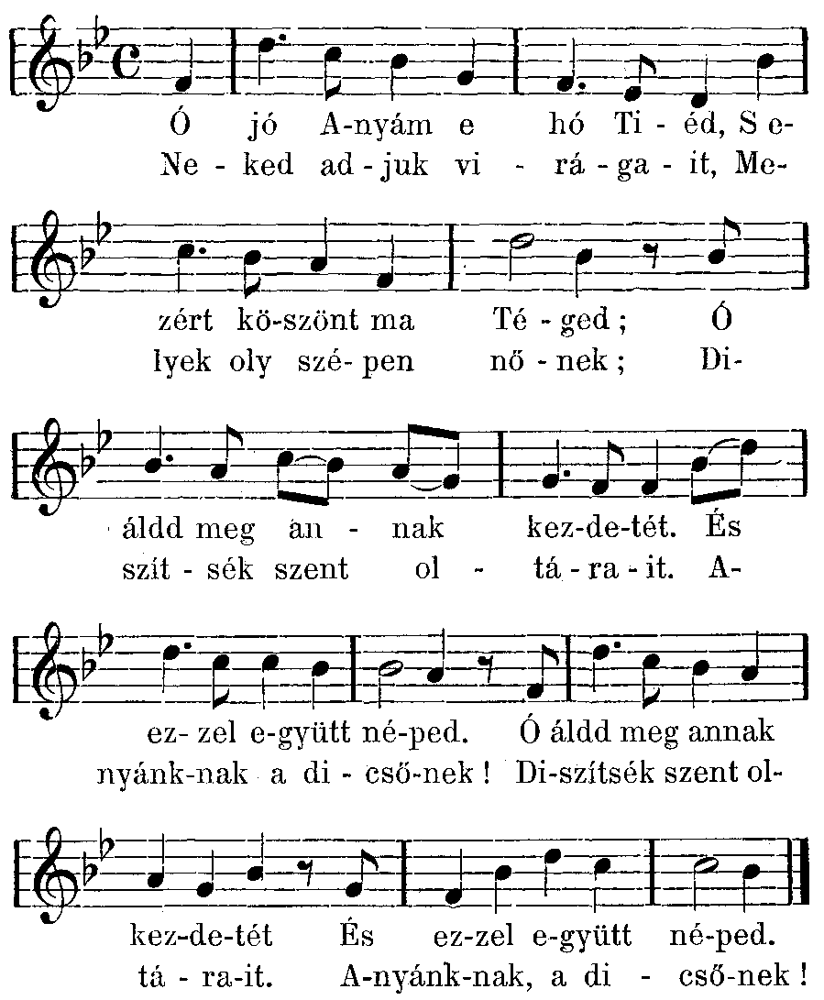 Ó jó A-nyám e hó Ti - éd, Se-
Ne - ked ad - juk vi - rá - ga - it, Me-
zért kö-szönt ma Té - ged ; Ó
lyek oly szé- pen nő - nek ; Di-
áldd meg an - nak kez-de-tét. És
szít - sék szent ol - tá - ra - it. A-
ez- zel e-gyütt né-ped. Ó áldd meg annak
nyánk-nak a di - cső-nek ! Di-szítsék szent ol-
kez-de-tét És ez-zel e-gyütt né-ped.
tá - ra-it. A-nyánk-nak, a di - cső-nek !